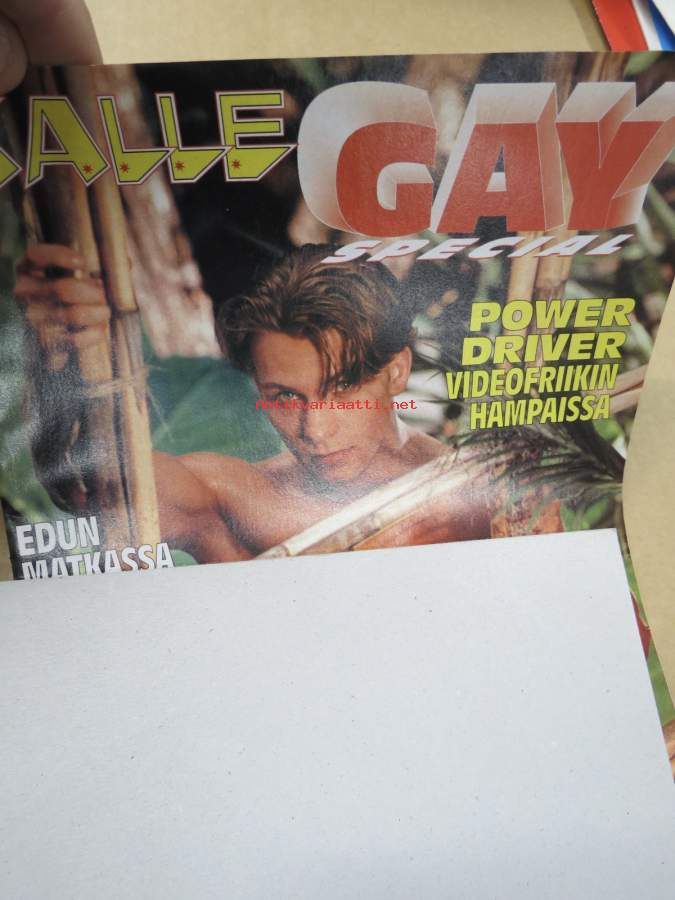 ALLE
GAY
SPECIAL
POWER
DRIVER
VIDEOFRIIKIN
HAMPAISSA
antikvariaatti.net
EDUN
MATKASSA